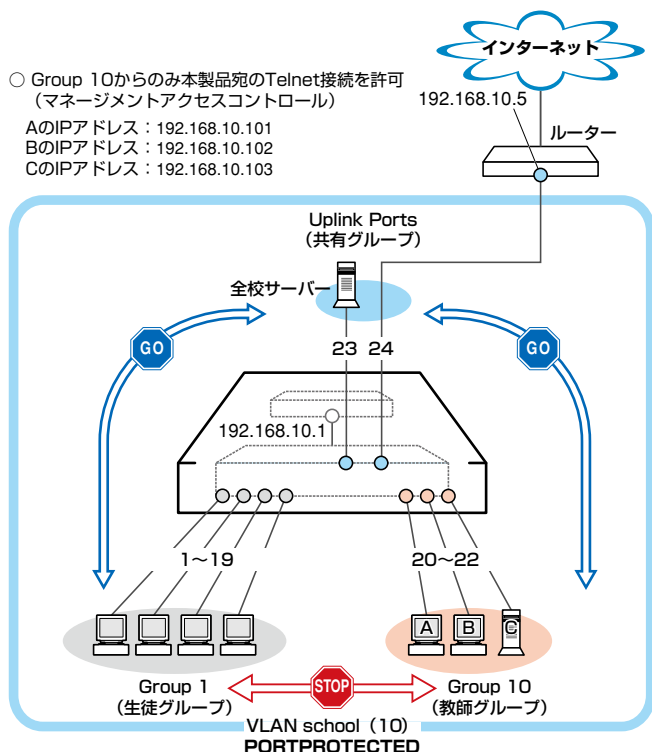 インターネット
○ Group 10からのみ本製品宛のTelnet接続を許可
（マネージメントアクセスコントロール）
AのIPアドレス：192.168.10.101
BのIPアドレス：192.168.10.102
CのIPアドレス：192.168.10.103
192.168.10.5
ルーター
Uplink Ports
（共有グループ）
全校サーバー
GO
GO
23
24
192.168.10.1
1〜19
20〜22
A
B
C
Group 1
（生徒グループ）
STOP
Group 10
（教師グループ）
VLAN school（10）
PORTPROTECTED